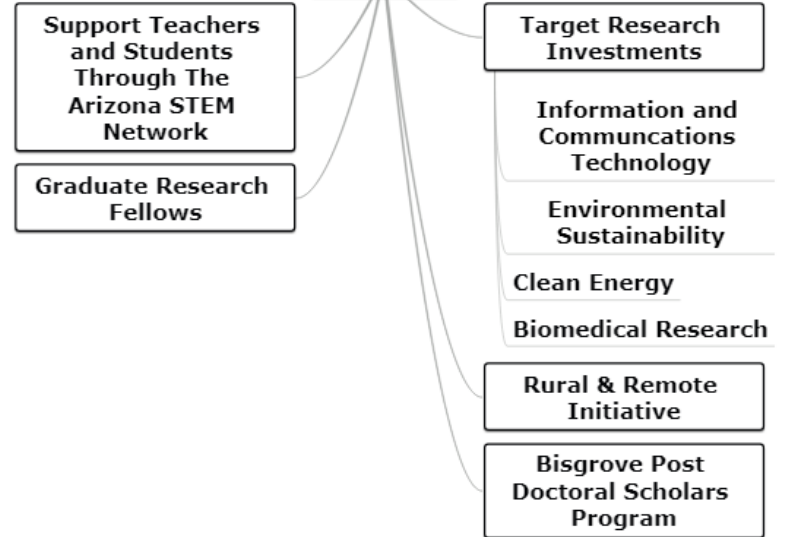 Support Teachers
and Students
Through The
Arizona STEM
Network
Graduate Research
Fellows
Target Research
Investments
Information and
Communcations
Technology
Environmental
Sustainability
Clean Energy
Biomedical Research
Rural & Remote
Initiative
Bisgrove Post
Doctoral Scholars
Program